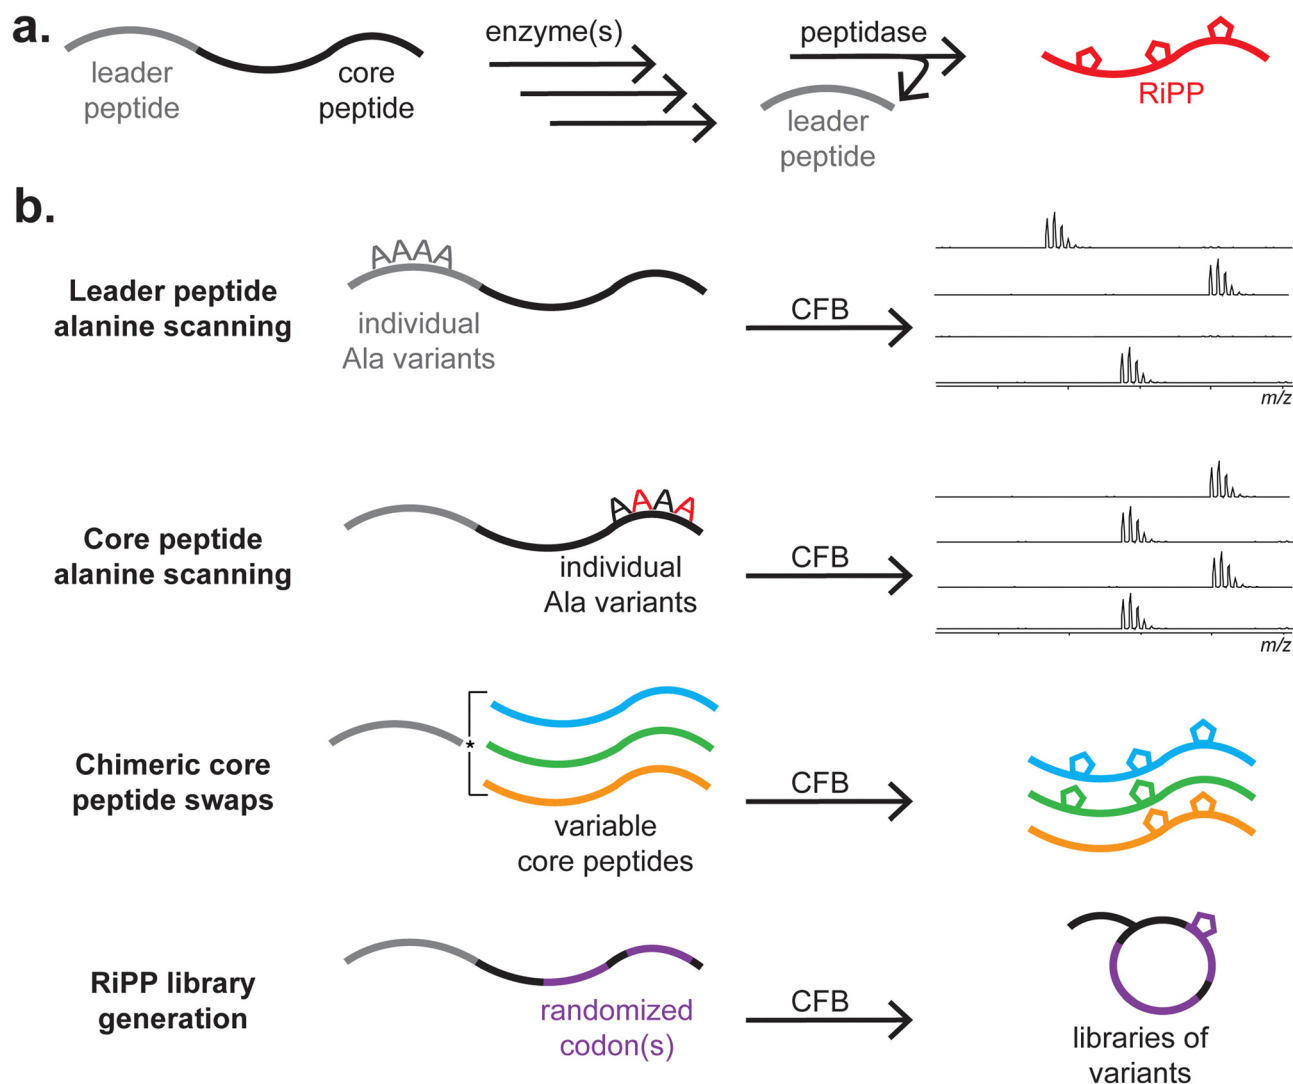 a.
leader
peptide
core
peptide
enzyme(s)
peptidase
leader
peptide
RiPP
b.
Leader peptide
alanine scanning
AAAA
individual
Ala variants
CFB
m/z
Core peptide
alanine scanning
AAAA
individual
Ala variants
CFB
m/z
Chimeric core
peptide swaps
*
variable
core peptides
CFB
RiPP library
generation
randomized
codon(s)
CFB
libraries of
variants